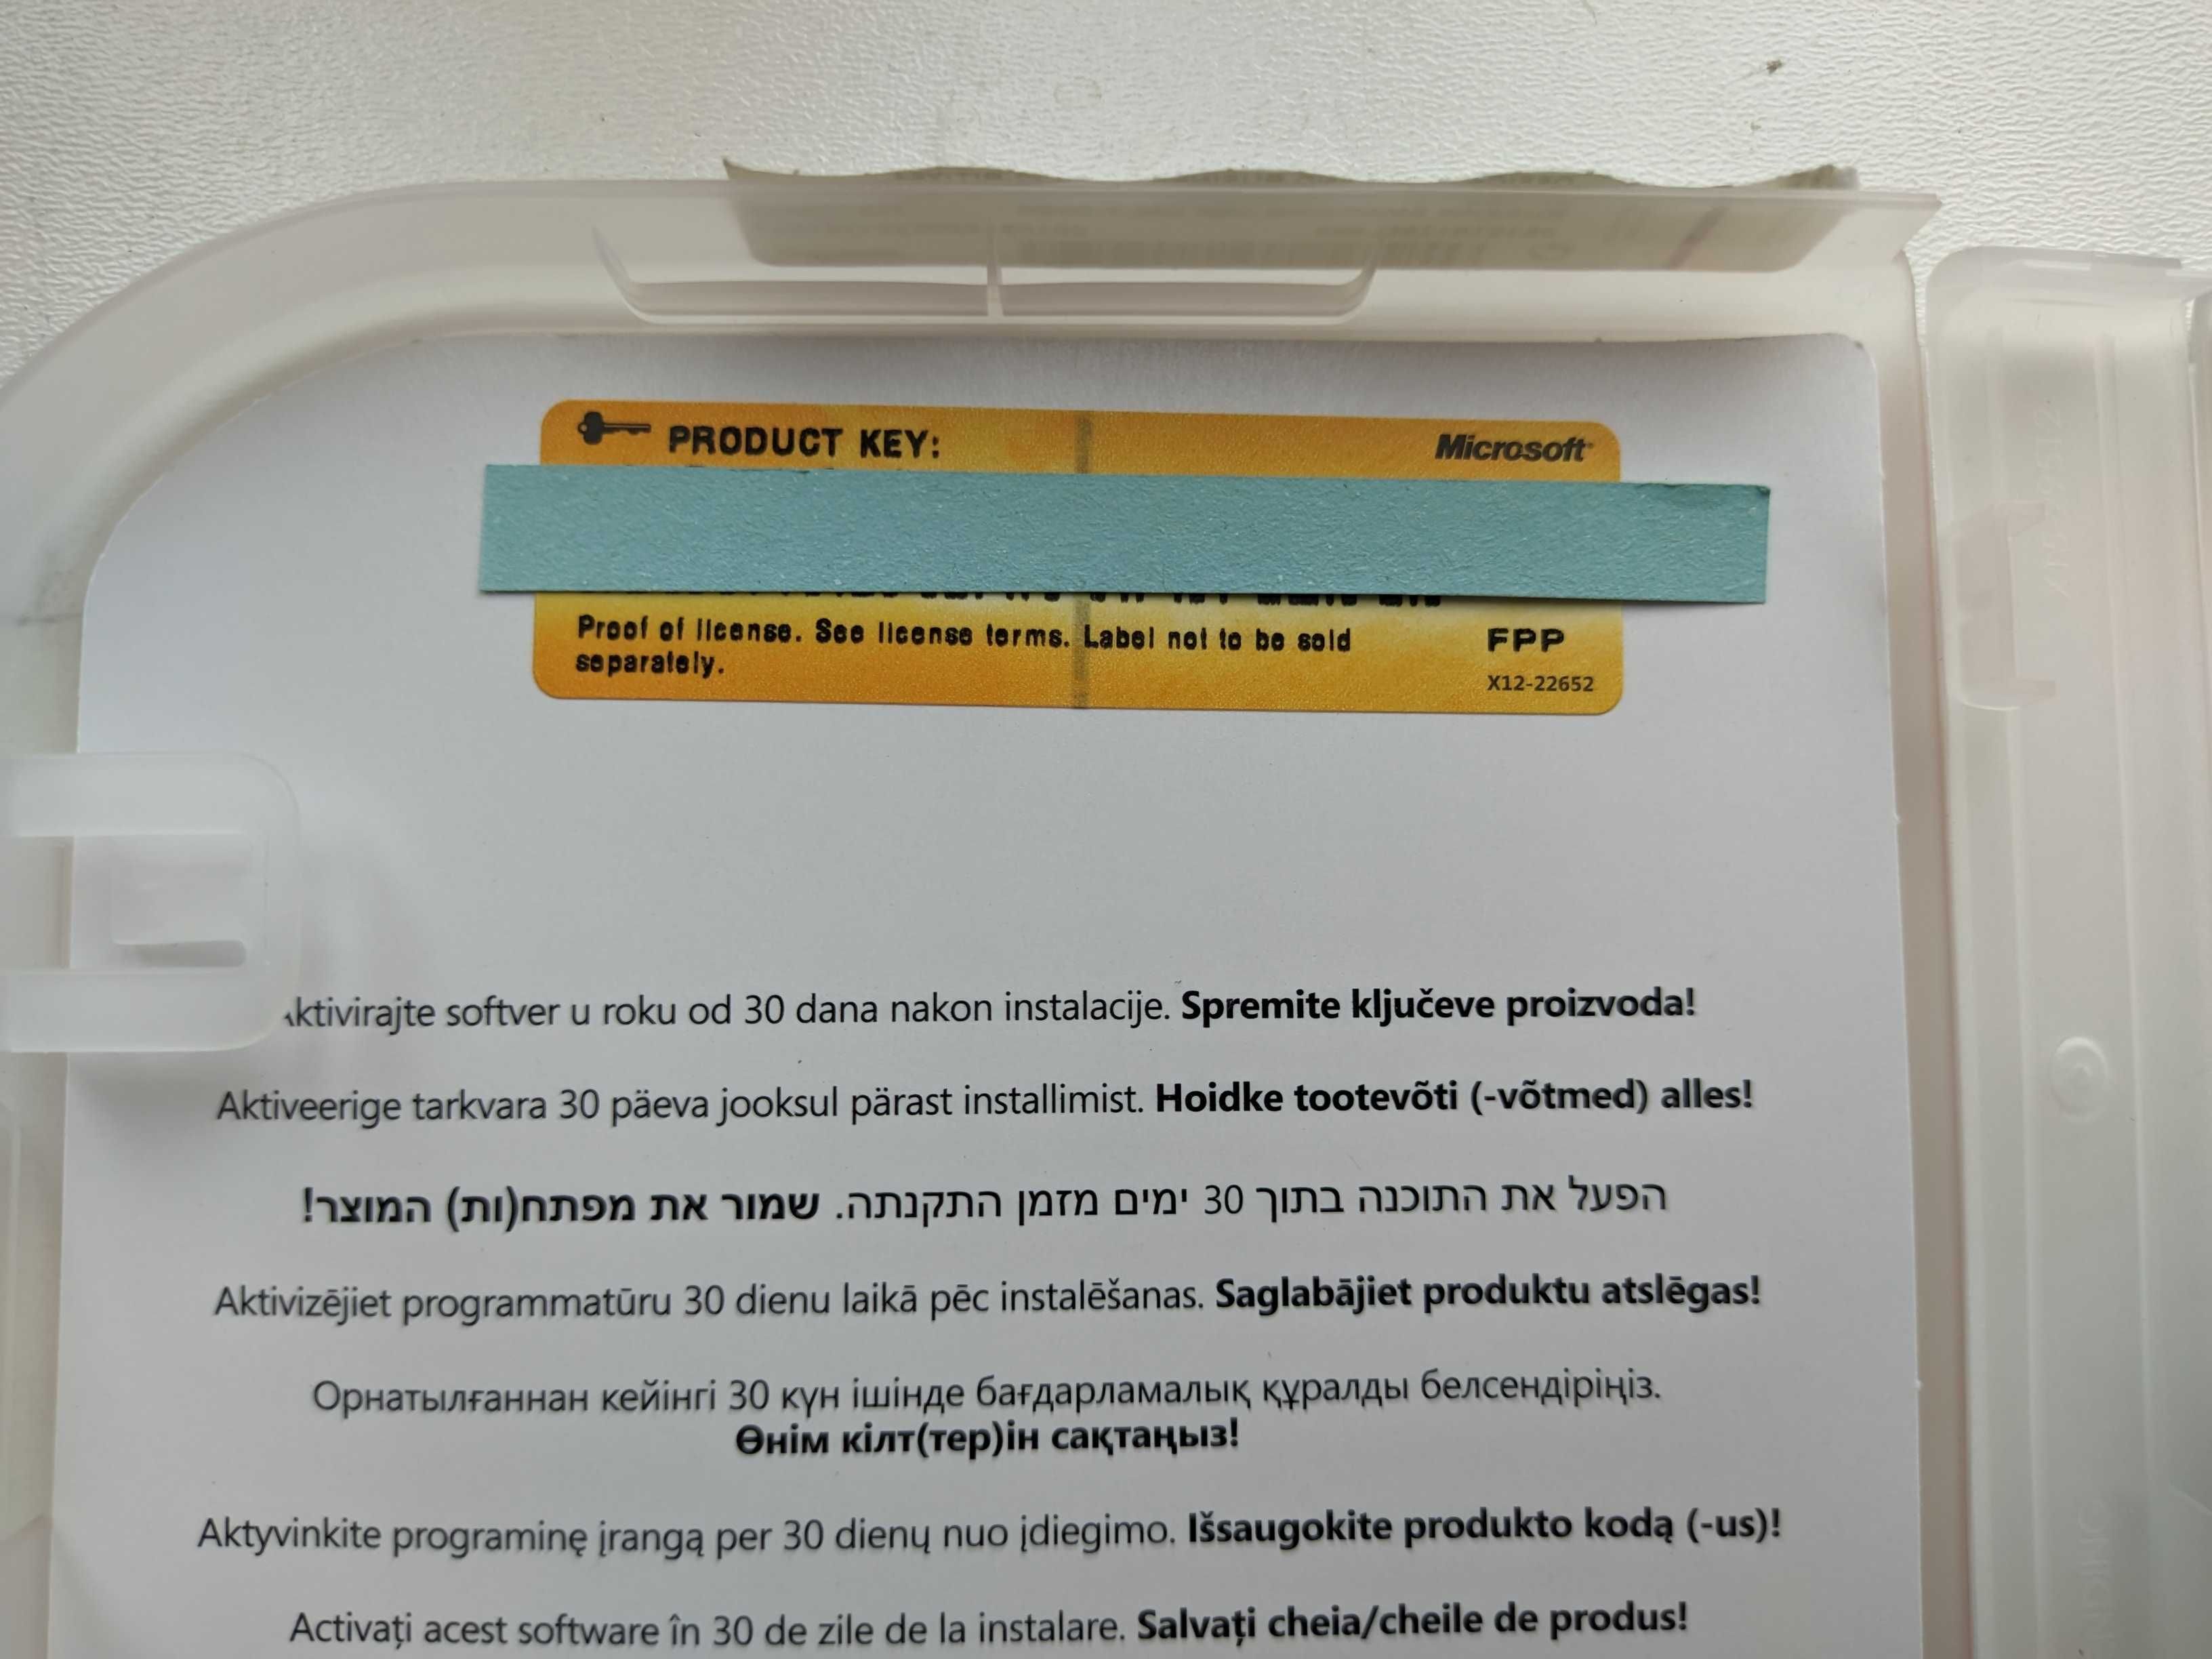 PRODUCT KEY:
Microsoft
Proof of license. See license terms. Label not to be sold
separately.
FPP
X12-22652
ktivirajte softver u roku od 30 dana nakon instalacije. Spremite ključeve proizvoda!
Aktiveerige tarkvara 30 päeva jooksul pärast installimist. Hoidke tootevõti (-võtmed) alles!
הפעל את התוכנה בתוך 30 ימים מזמן התקנתה. שמור את מפתח(ות) המוצר!
Aktivizējiet programmatūru 30 dienu laikā pēc instalēšanas. Saglabājiet produktu atslēgas!
Орнатылғаннан кейінгі 30 күн ішінде бағдарламалық құралды белсендіріңіз.
Өнім кілт(тер)ін сақтаңыз!
Aktyvinkite programinę įrangą per 30 dienų nuo įdiegimo. Išsaugokite produkto kodą (-us)!
Activați acest software în 30 de zile de la instalare. Salvați cheia/cheile de produs!